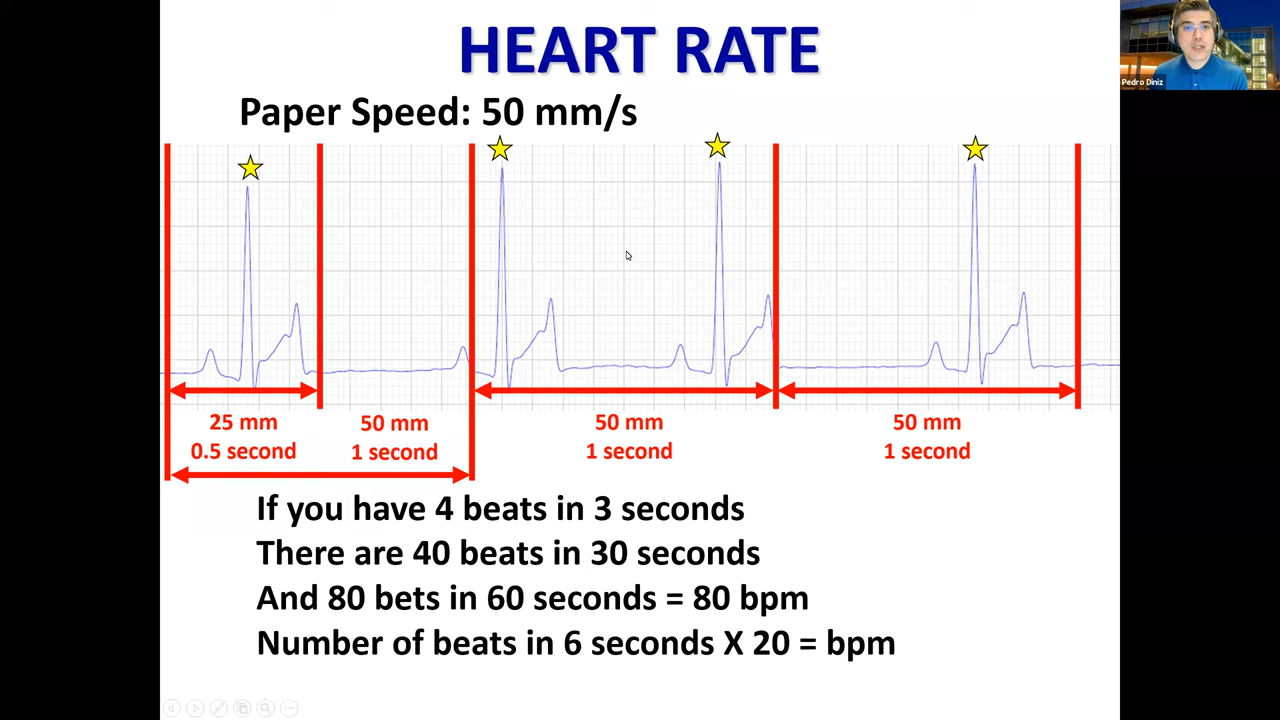 HEART RATE
Pedro Diniz
Paper Speed: 50 mm/s
25 mm
0.5 second
50 mm
1 second
50 mm
1 second
50 mm
1 second
If you have 4 beats in 3 seconds
There are 40 beats in 30 seconds
And 80 bets in 60 seconds = 80 bpm
Number of beats in 6 seconds X 20 = bpm